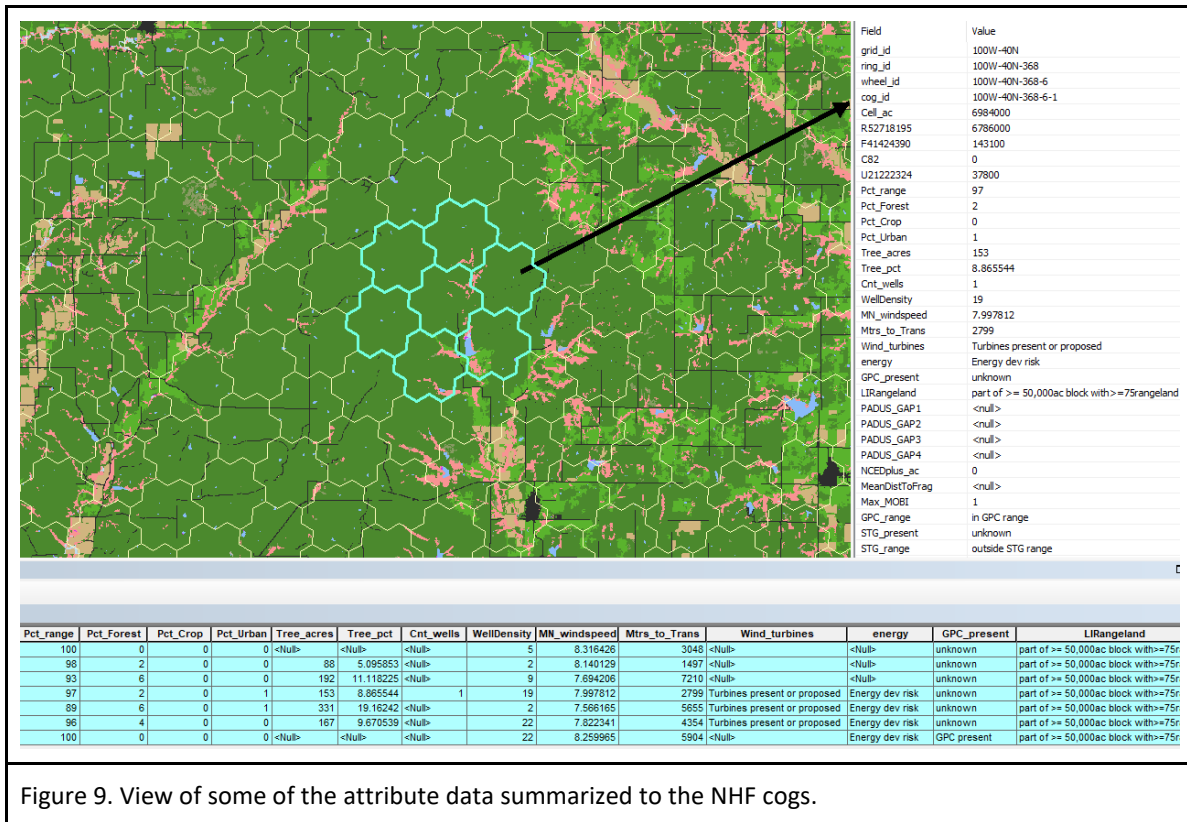 Field Value
grid_id 100W-40N
ring_id 100W-40N-368
wheel_id 100W-40N-368-6
cog_id 100W-40N-368-6-1
Cell_ac 6984000
R52718195 6786000
F41424390 143100
C82 0
U21222324 37800
Pct_range 97
Pct_Forest 2
Pct_Crop 0
Pct_Urban 1
Tree_acres 153
Tree_pct 8.865544
Cnt_wells 1
WellDensity 19
MN_windspeed 7.997812
Mtrs_to_Trans 2799
Wind_turbines Turbines present or proposed
energy Energy dev risk
GPC_present unknown
LIRangeland part of >= 50,000ac block with>=75rangeland
PADUS_GAP1 <null>
PADUS_GAP2 <null>
PADUS_GAP3 <null>
PADUS_GAP4 <null>
NCEDplus_ac 0
MeanDistToFrag <null>
Max_MOBI 1
GPC_range in GPC range
STG_present unknown
STG_range outside STG range
Pct_range Pct_Forest Pct_Crop Pct_Urban Tree_acres Tree_pct Cnt_wells WellDensity MN_windspeed Mtrs_to_Trans Wind_turbines energy GPC_present LIRangeland
100 0 0 0 <Null> <Null> <Null> 5 8.316426 3048 <Null> <Null> unknown part of >= 50,000ac block with>=75r
98 2 0 0 88 5.095853 <Null> 2 8.140129 1497 <Null> <Null> unknown part of >= 50,000ac block with>=75r
93 6 0 0 192 11.118225 <Null> 9 7.694206 7210 <Null> <Null> unknown part of >= 50,000ac block with>=75r
97 2 0 1 153 8.865544 1 19 7.997812 2799 Turbines present or proposed Energy dev risk unknown part of >= 50,000ac block with>=75r
89 6 0 1 331 19.16242 <Null> 2 7.566165 5655 Turbines present or proposed Energy dev risk unknown part of >= 50,000ac block with>=75r
96 4 0 0 167 9.670539 <Null> 22 7.822341 4354 Turbines present or proposed Energy dev risk unknown part of >= 50,000ac block with>=75r
100 0 0 0 <Null> <Null> <Null> 22 8.259965 5904 <Null> Energy dev risk GPC present part of >= 50,000ac block with>=75r
Figure 9. View of some of the attribute data summarized to the NHF cogs.